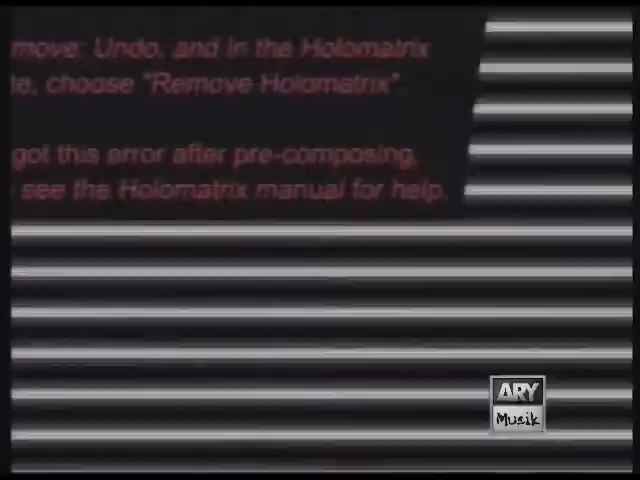 move: Undo, and in the Holomatrix
te, choose "Remove Holomatrix".
got this error after pre-composing,
see the Holomatrix manual for help.
ARY
Musik